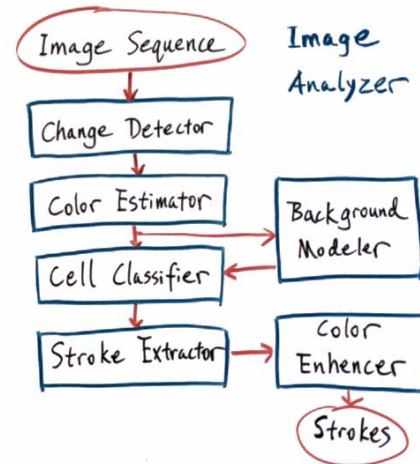 Image Sequence
Image
Analyzer
Change Detector
Color Estimator
Background
Modeler
Cell Classifier
Stroke Extractor
Color
Enhencer
Strokes